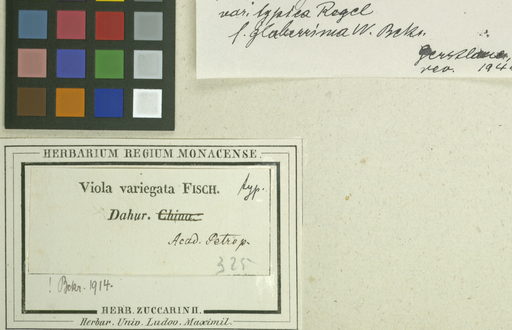 var. typica Regel
f. glaberrima W. Bckr.
rev. 194
HERBARIUM REGIUM MONACENSE.
Viola variegata FISCH. typ.
Dahur. China.
Acad. Petrop.
325
! Bckr. 1914.
HERB. ZUCCARINII.
Herbar. Univ. Ludov. Maximil.